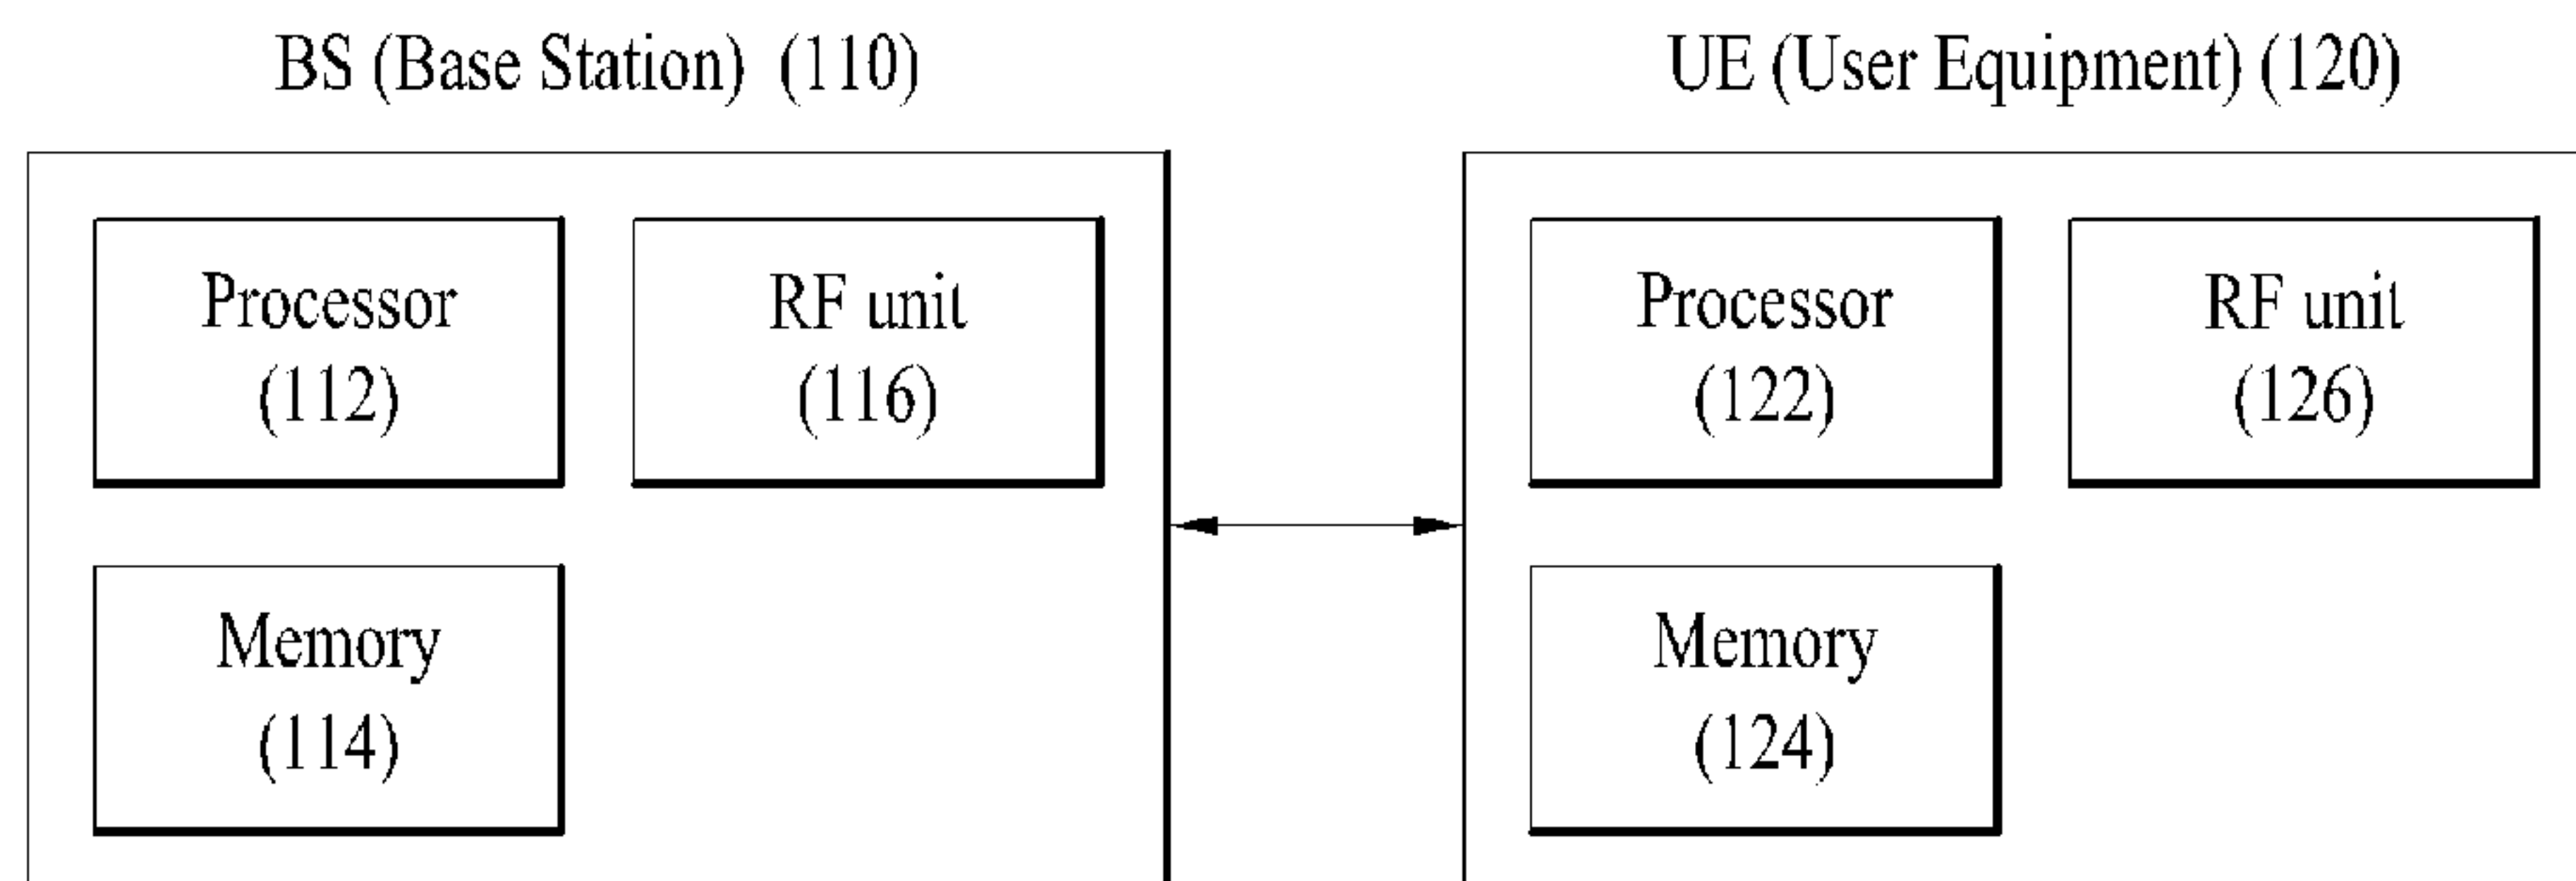 BS (Base Station) (110)
UE (User Equipment) (120)
Processor
(112)
RF unit
(116)
Memory
(114)
Processor
(122)
RF unit
(126)
Memory
(124)